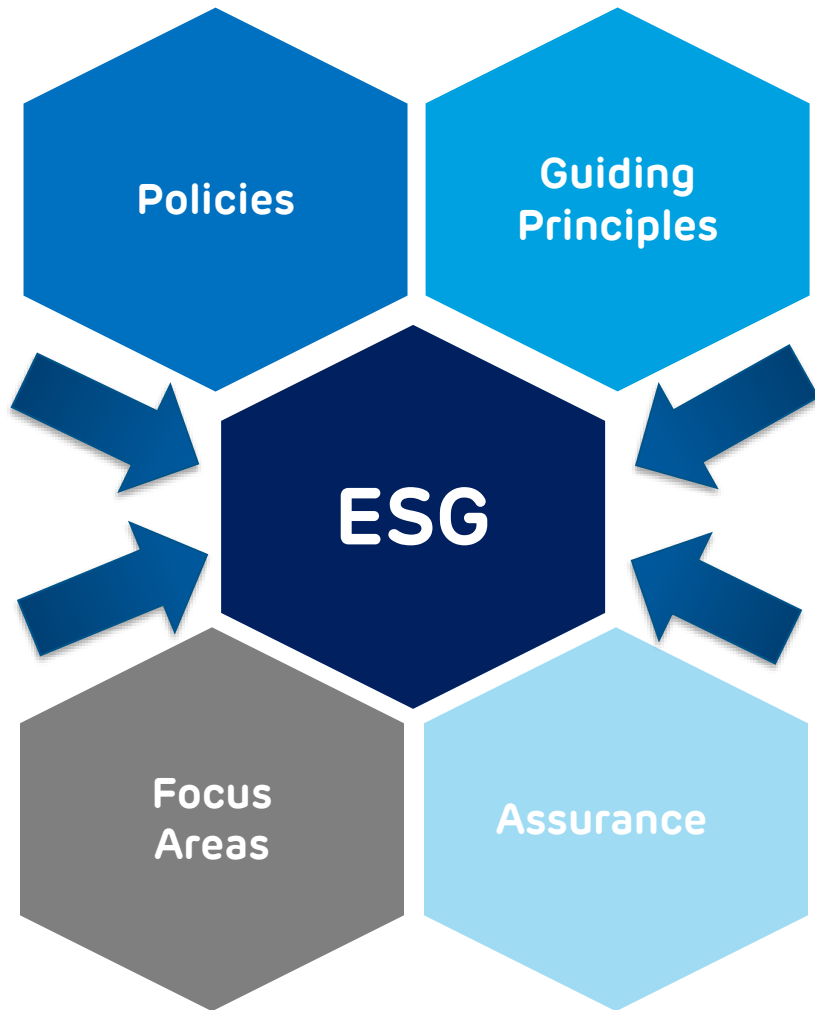 Policies
Guiding
Principles
ESG
Focus
Areas
Assurance